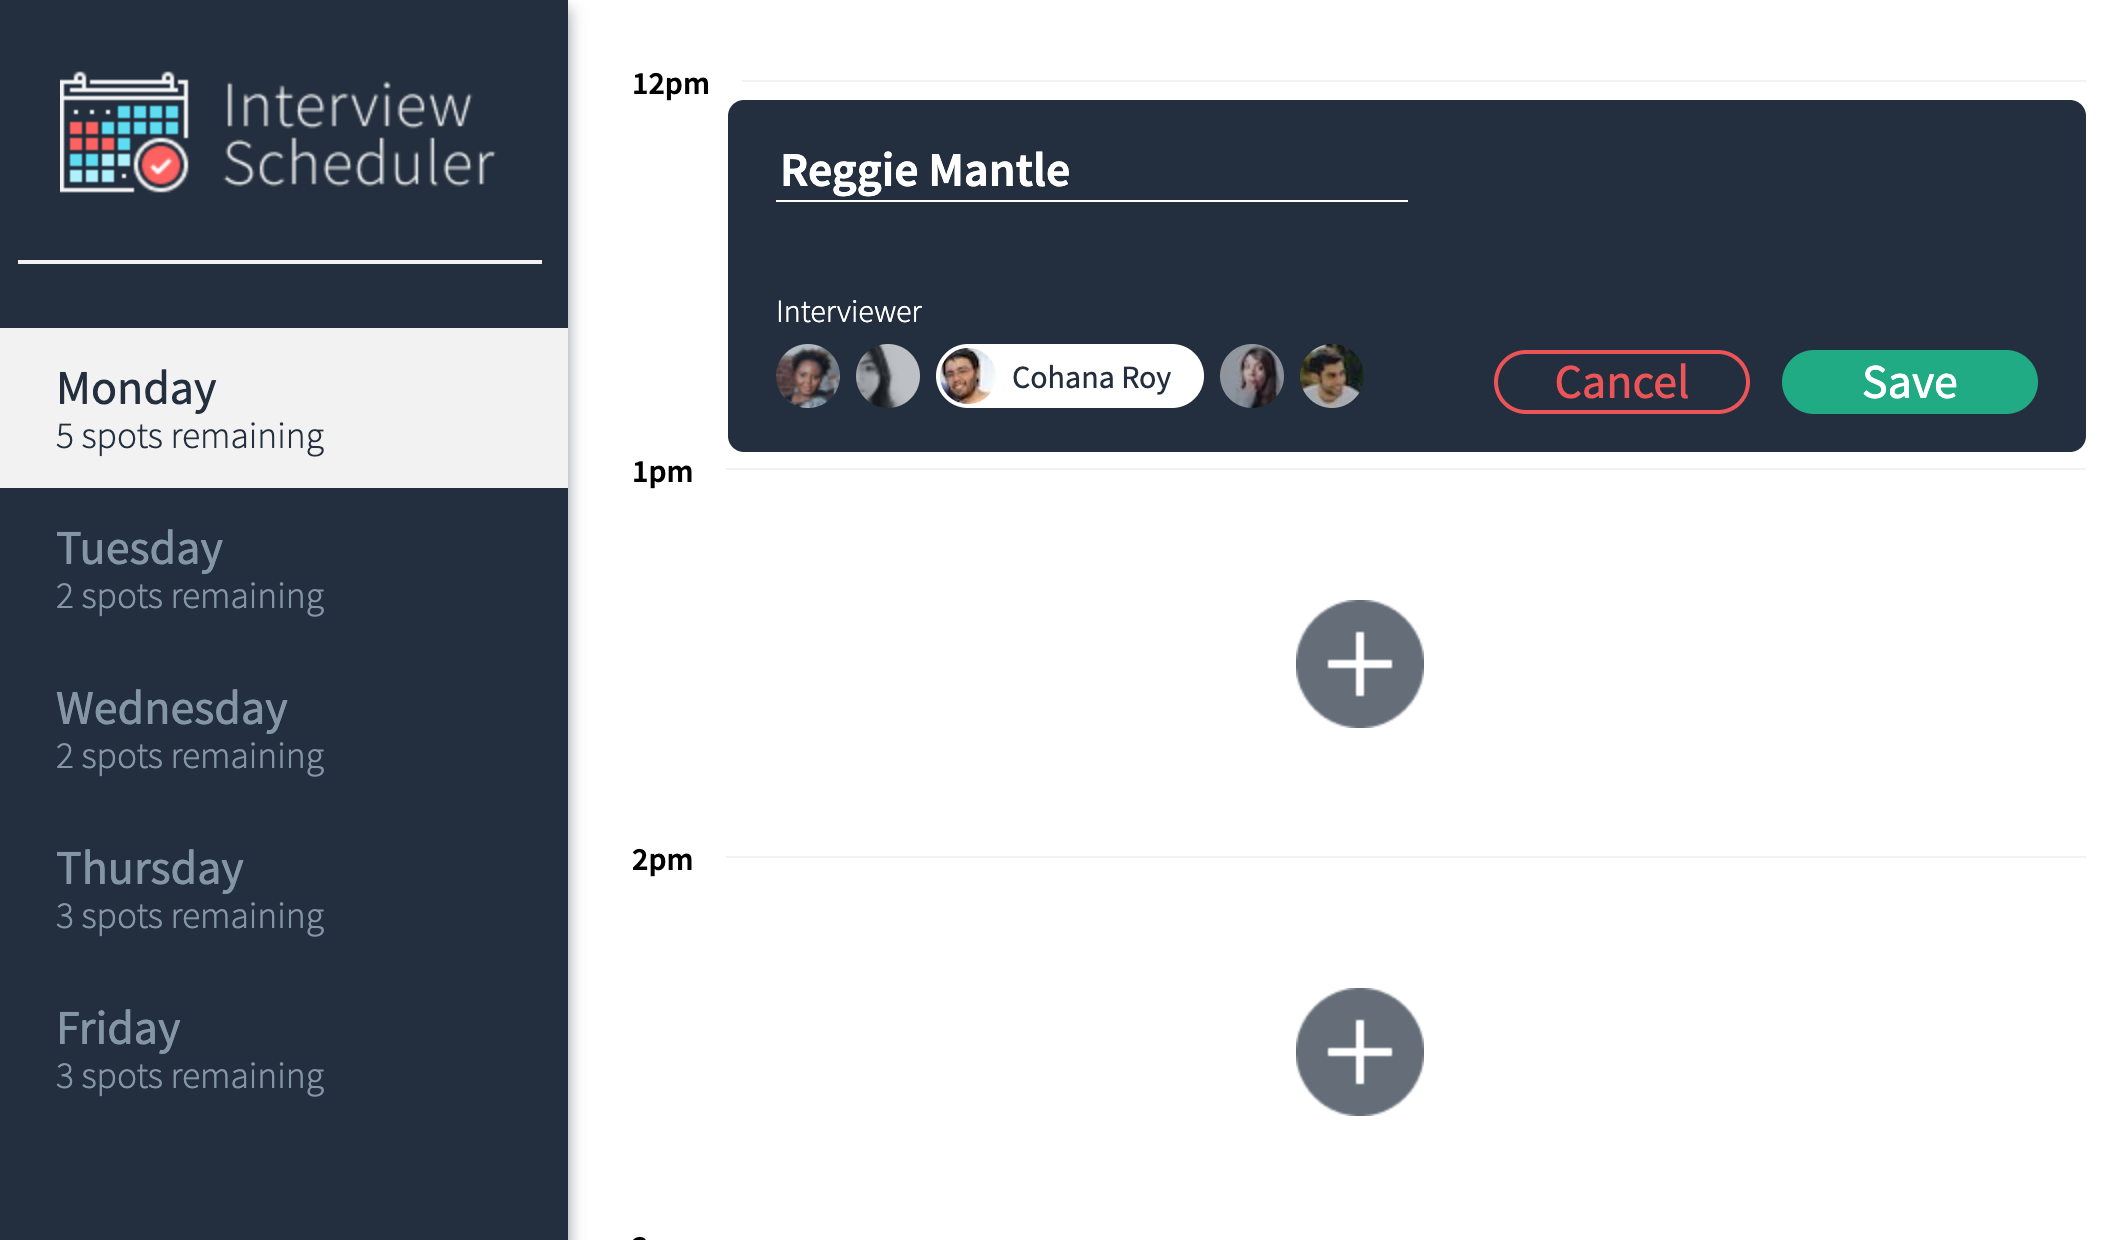 Interview
Scheduler
Monday
5 spots remaining
Tuesday
2 spots remaining
Wednesday
2 spots remaining
Thursday
3 spots remaining
Friday
3 spots remaining
12pm
Reggie Mantle
Interviewer
Cohana Roy
Cancel
Save
1pm
2pm